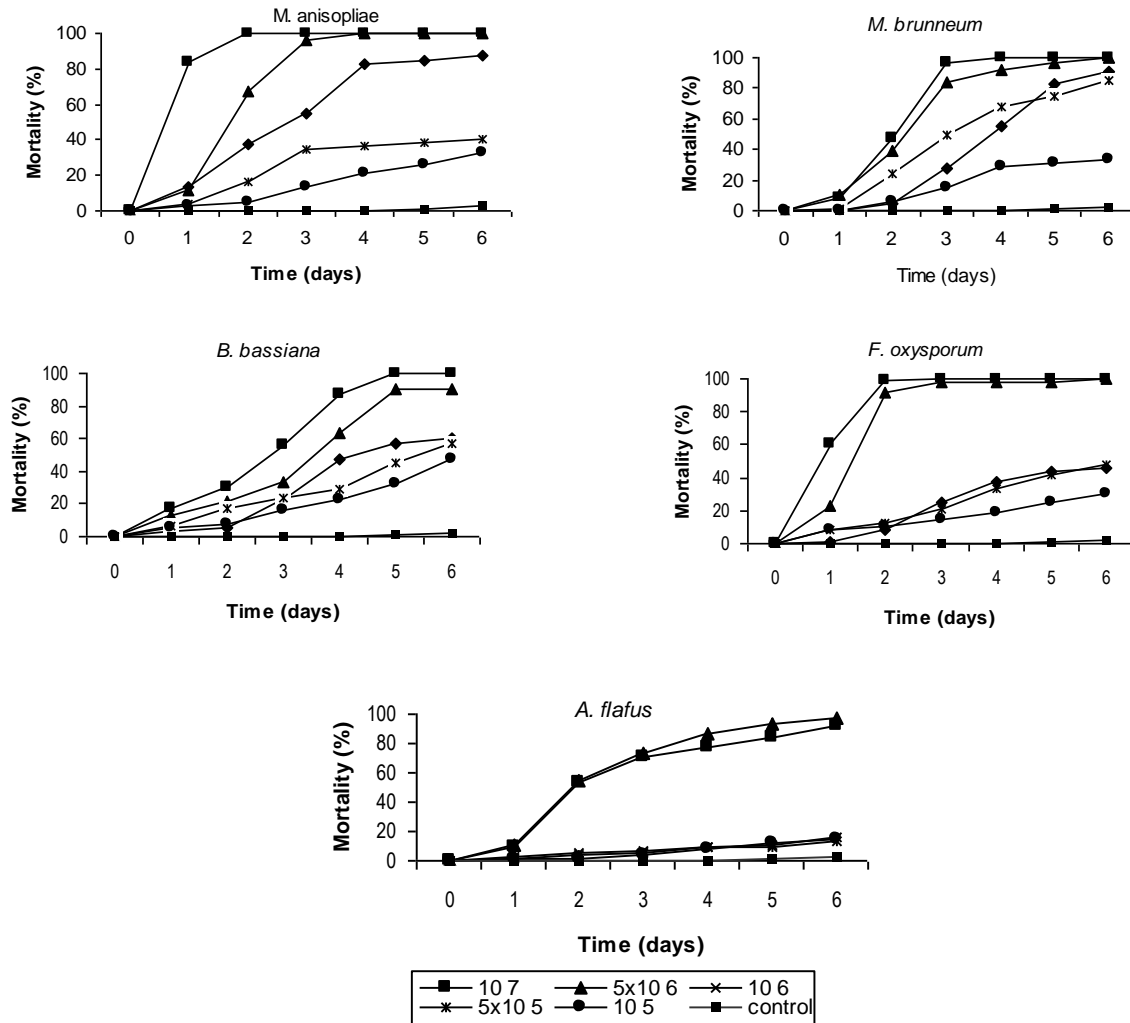 M. anisopliae
Mortality (%)
100
80
60
40
20
0
0 1 2 3 4 5 6
Time (days)
M. brunneum
Mortality (%)
100
80
60
40
20
0
0 1 2 3 4 5 6
Time (days)
B. bassiana
Mortality (%)
100
80
60
40
20
0
0 1 2 3 4 5 6
Time (days)
F. oxysporum
Mortality (%)
100
80
60
40
20
0
0 1 2 3 4 5 6
Time (days)
A. flafus
Mortality (%)
100
80
60
40
20
0
0 1 2 3 4 5 6
Time (days)
10 7 5x10 6 10 6
5x10 5 10 5 control